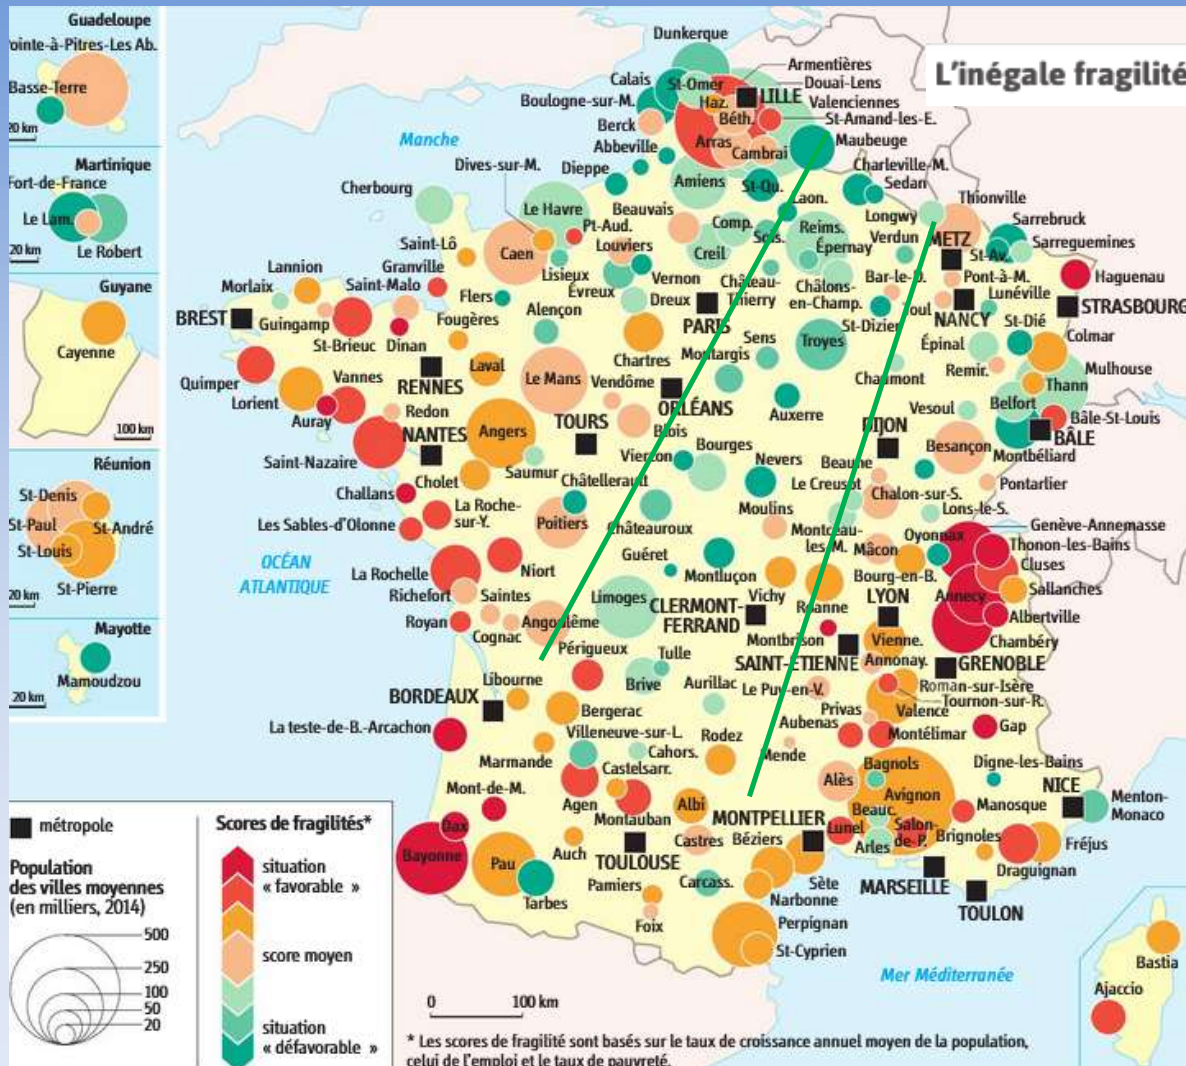 L'inégale fragilité
Guadeloupe
Pointe-à-Pitres-Les Ab.
Basse-Terre
20 km
Martinique
Fort-de-France
Le Lam.
Le Robert
20 km
Guyane
Cayenne
100 km
Réunion
St-Denis
St-Paul
St-André
St-Louis
St-Pierre
20 km
Mayotte
Mamoudzou
20 km
Manche
OCÉAN
ATLANTIQUE
Mer Méditerranée
Dunkerque
Calais
Armentières
St-Omer
Douai-Lens
Boulogne-sur-M.
Haz.
LILLE
Valenciennes
Béth.
St-Amand-les-E.
Berck
Arras
Maubeuge
Abbeville
Cambrai
Dives-sur-M.
Dieppe
Charleville-M.
Cherbourg
Amiens
St-Qu.
Sedan
Laon.
Thionville
Le Havre
Beauvais
Longwy
Pt-Aud.
Comp.
Reims.
Sarrebruck
Saint-Lô
Caen
Louviers
Sois.
Verdun
METZ
Creil
Épernay
St-Av.
Sarreguemines
Granville
Lisieux
Vernon
Château-
Thierry
Châlons-
en-Champ.
Bar-le-D.
Pont-à-M.
Haguenau
Lannion
Saint-Malo
Flers
Évreux
Morlaix
Alençon
Dreux
PARIS
Toul
Lunéville
STRASBOURG
BREST
Guingamp
Fougères
NANCY
St-Brieuc
Dinan
Chartres
Sens
St-Dizier
St-Dié
Montargis
Troyes
Épinal
Colmar
Quimper
Vannes
RENNES
Laval
Le Mans
Vendôme
Chaumont
Remir.
Mulhouse
Lorient
Thann
Auray
Redon
ORLÉANS
Auxerre
Vesoul
Belfort
TOURS
Bâle-St-Louis
NANTES
Angers
Blois
DIJON
BÂLE
Saint-Nazaire
Vierzon
Bourges
Besançon
Montbéliard
Saumur
Nevers
Beaune
Cholet
Châtellerault
Le Creusot
Pontarlier
Challans
Chalon-sur-S.
La Roche-
sur-Y.
Poitiers
Châteauroux
Moulins
Lons-le-S.
Les Sables-d'Olonne
Montceau-
les-M.
Genève-Annemasse
Oyonnax
Thonon-les-Bains
Guéret
Mâcon
Cluses
Niort
Montluçon
Bourg-en-B.
La Rochelle
Vichy
Annecy
Sallanches
Richefort
Saintes
Limoges
CLERMONT-
FERRAND
Roanne
LYON
Albertville
Royan
Angoulême
Montbrison
Vienne.
Chambéry
Cognac
Périgueux
SAINT-ETIENNE
Annonay.
GRENOBLE
Tulle
Libourne
Brive
Aurillac
Le Puy-en-V.
Roman-sur-Isère
BORDEAUX
Privas
Valence
Tournon-sur-R.
Bergerac
Aubenas
Gap
La teste-de-B.-Arcachon
Villeneuve-sur-L.
Montélimar
Rodez
Marmande
Cahors.
Mende
Bagnols
Digne-les-Bains
Castelsarr.
Alès
NICE
Mont-de-M.
Avignon
Menton-
Monaco
Agen
Albi
Beauc.
Manosque
Dax
Montauban
MONTPELLIER
Lunel
Salon-
de-P.
Brignoles
Bayonne
Auch
Castres
Béziers
Arles
Fréjus
Pau
TOULOUSE
Draguignan
Tarbes
Pamiers
Carcass.
Sète
MARSEILLE
Narbonne
TOULON
Foix
Perpignan
St-Cyprien
Bastia
Ajaccio
métropole
Population
des villes moyennes
(en milliers, 2014)
500
250
100
50
20
Scores de fragilités*
situation
« favorable »
score moyen
situation
« défavorable »
0 100 km
* Les scores de fragilité sont basés sur le taux de croissance annuel moyen de la population,
celui de l'emploi et le taux de pauvreté.